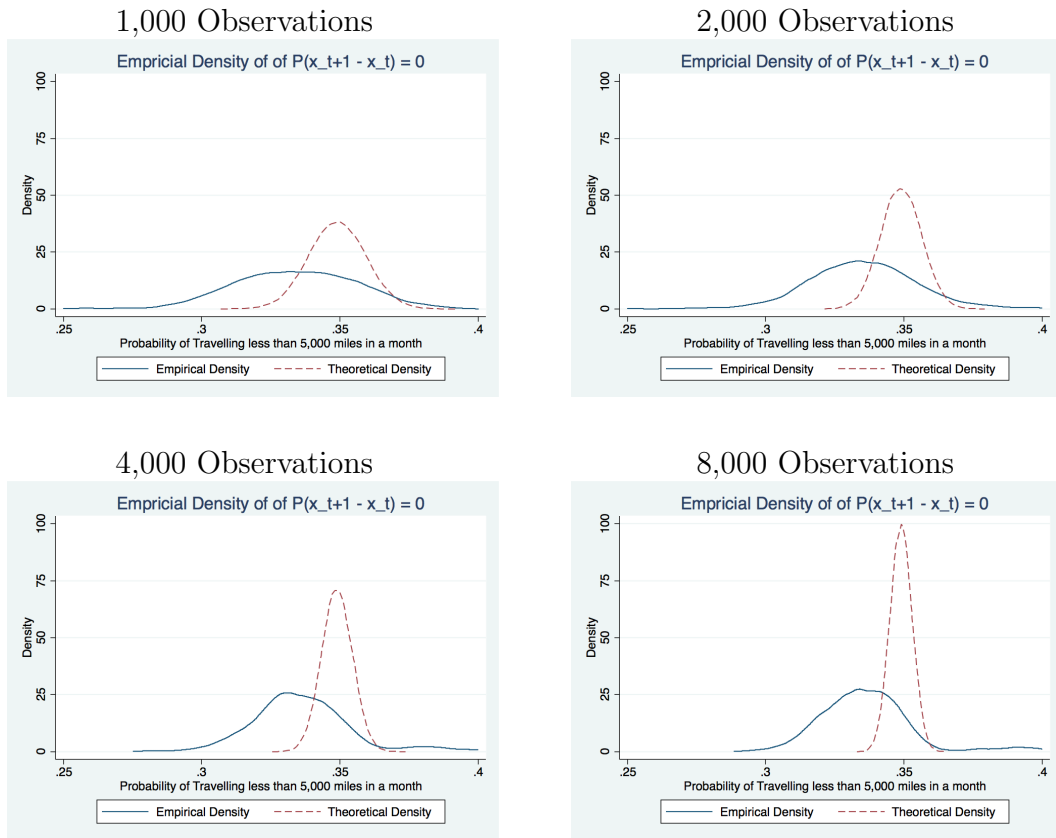 1,000 Observations
Empricial Density of of P(x_t+1 - x_t) = 0
100
75
50
25
0
Density
.25 .3 .35 .4
Probability of Travelling less than 5,000 miles in a month
Empirical Density Theoretical Density
2,000 Observations
Empricial Density of of P(x_t+1 - x_t) = 0
100
75
50
25
0
Density
.25 .3 .35 .4
Probability of Travelling less than 5,000 miles in a month
Empirical Density Theoretical Density
4,000 Observations
Empricial Density of of P(x_t+1 - x_t) = 0
100
75
50
25
0
Density
.25 .3 .35 .4
Probability of Travelling less than 5,000 miles in a month
Empirical Density Theoretical Density
8,000 Observations
Empricial Density of of P(x_t+1 - x_t) = 0
100
75
50
25
0
Density
.25 .3 .35 .4
Probability of Travelling less than 5,000 miles in a month
Empirical Density Theoretical Density